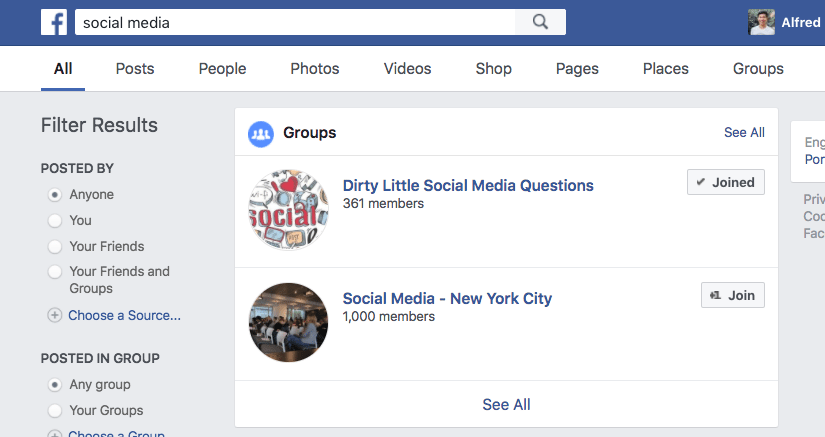 social media
Alfred
All Posts People Photos Videos Shop Pages Places Groups
Filter Results
POSTED BY
Anyone
You
Your Friends
Your Friends and
Groups
Choose a Source...
POSTED IN GROUP
Any group
Your Groups
Choose a Group
Groups
See All
Dirty Little Social Media Questions
361 members
Joined
social
Social Media - New York City
1,000 members
Join
See All
Eng
Por
Priv
Coo
Fac